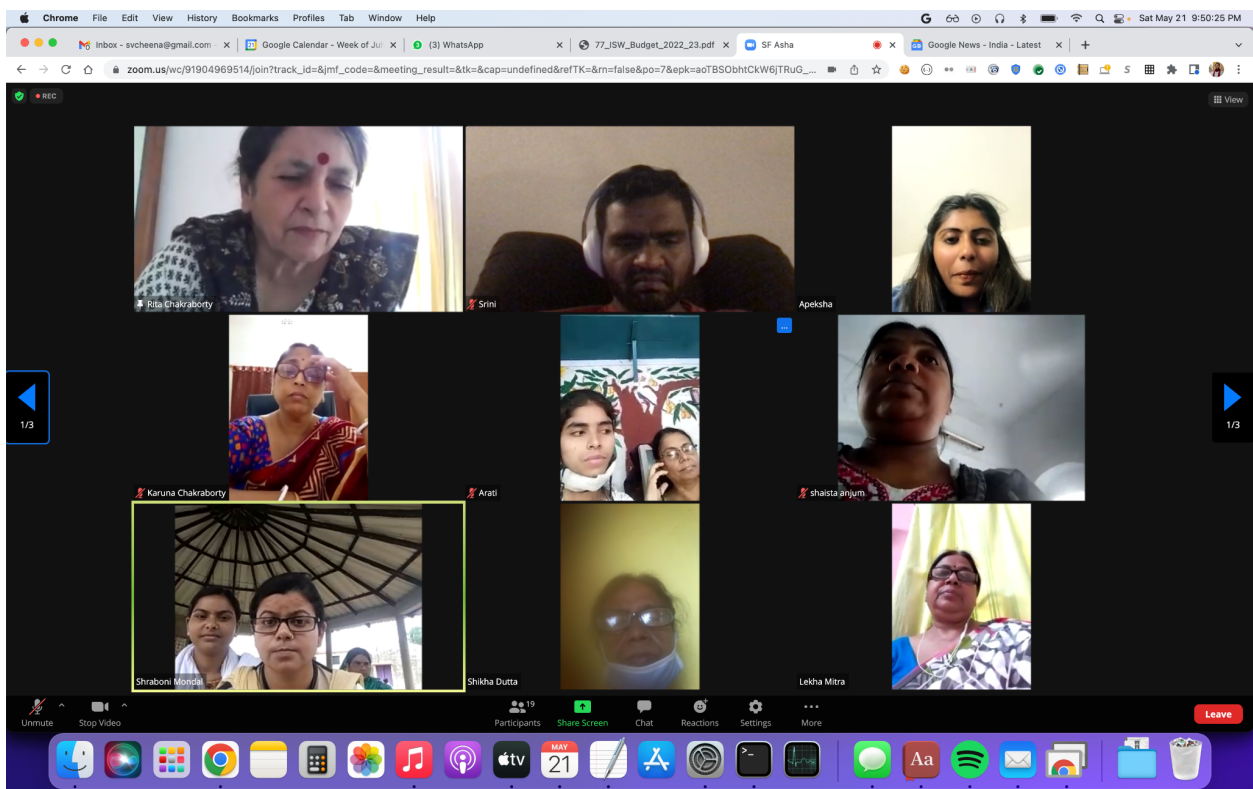 Chrome File Edit View History Bookmarks Profiles Tab Window Help Sat May 21 9:50:25 PM
Inbox - svcheena@gmail.com - Google Calendar - Week of Jul (3) WhatsApp 77_ISW_Budget_2022_23.pdf SF Asha Google News - India - Latest
zoom.us/wc/91904969514/join?track_id=&jmf_code=&meeting_result=&tk=&cap=undefined&refTK=&rn=false&po=7&epk=aoTBSObhtCkW6jTRuG_...
REC
View
Rita Chakraborty
Srini
Apeksha
...
1/3
1/3
Karuna Chakraborty
Arati
shaista anjum
Shraboni Mondal
Shikha Dutta
Lekha Mitra
Unmute
Stop Video
19
Participants
Share Screen
Chat
Reactions
Settings
More
Leave
tv
MAY
21
Aa